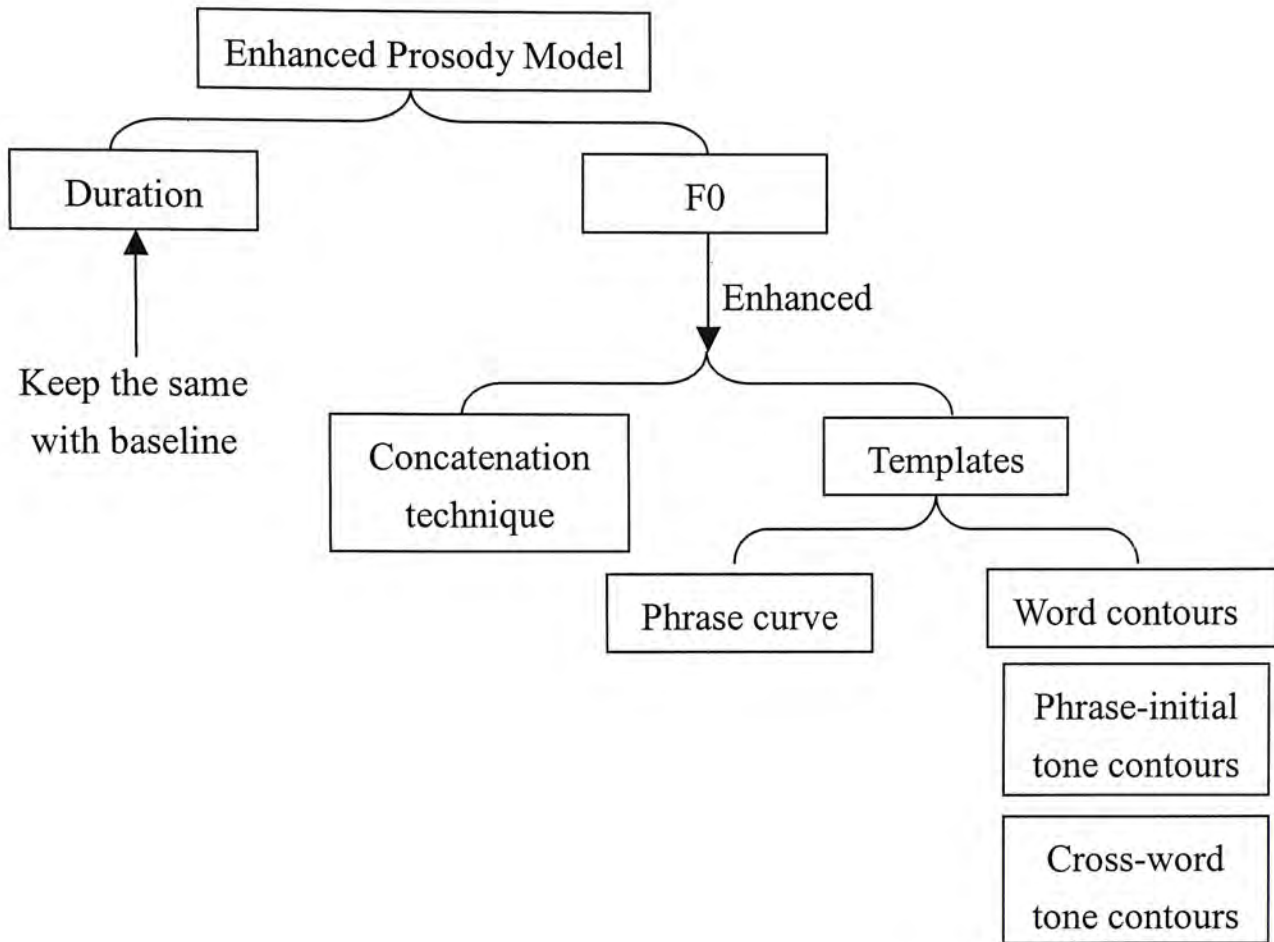 Enhanced Prosody Model
Duration
F0
Enhanced
Keep the same
with baseline
Concatenation
technique
Templates
Phrase curve
Word contours
Phrase-initial
tone contours
Cross-word
tone contours